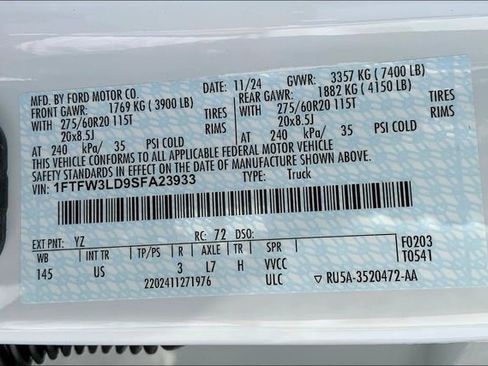 MFD. BY FORD MOTOR CO.
DATE: 11/24 GVWR: 3357 KG (7400 LB)
FRONT GAWR: 1769 KG (3900 LB) REAR GAWR: 1882 KG (4150 LB)
WITH 275/60R20 115T TIRES WITH 275/60R20 115T TIRES
20x8.5J RIMS 20x8.5J RIMS
AT 240 kPa/ 35 PSI COLD AT 240 kPa/ 35 PSI COLD
THIS VEHICLE CONFORMS TO ALL APPLICABLE FEDERAL MOTOR VEHICLE
SAFETY STANDARDS IN EFFECT ON THE DATE OF MANUFACTURE SHOWN ABOVE.
VIN: 1FTFW3LD9SFA23933 TYPE: Truck
EXT PNT: YZ RC: 72 DSO:
WB INTR TR TP/PS R AXLE TR SPR
145 US 3 L7 H VVCC
F0203
T0541
2202411271976 ULC RU5A-3520472-AA